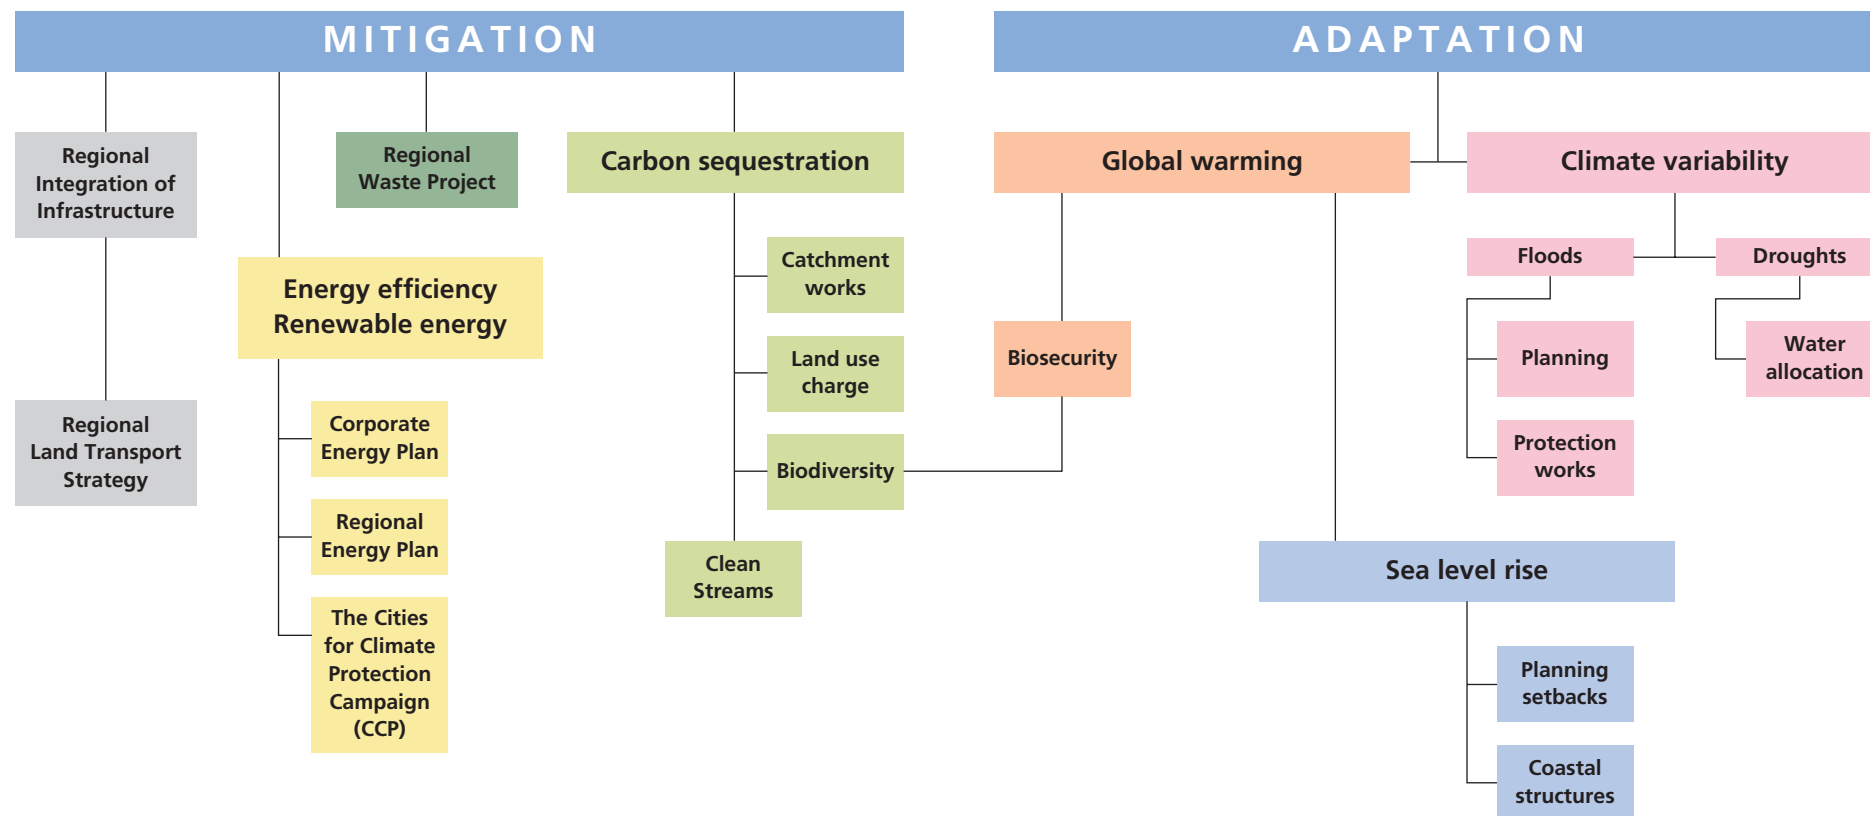 MITIGATION
Regional
Integration of
Infrastructure
Regional
Land Transport
Strategy
Energy efficiency
Renewable energy
Corporate
Energy Plan
Regional
Energy Plan
The Cities
for Climate
Protection
Campaign
(CCP)
Regional
Waste Project
Carbon sequestration
Catchment
works
Land use
charge
Biodiversity
Clean
Streams
ADAPTATION
Global warming
Biosecurity
Sea level rise
Planning
setbacks
Coastal
structures
Climate variability
Floods
Planning
Protection
works
Droughts
Water
allocation